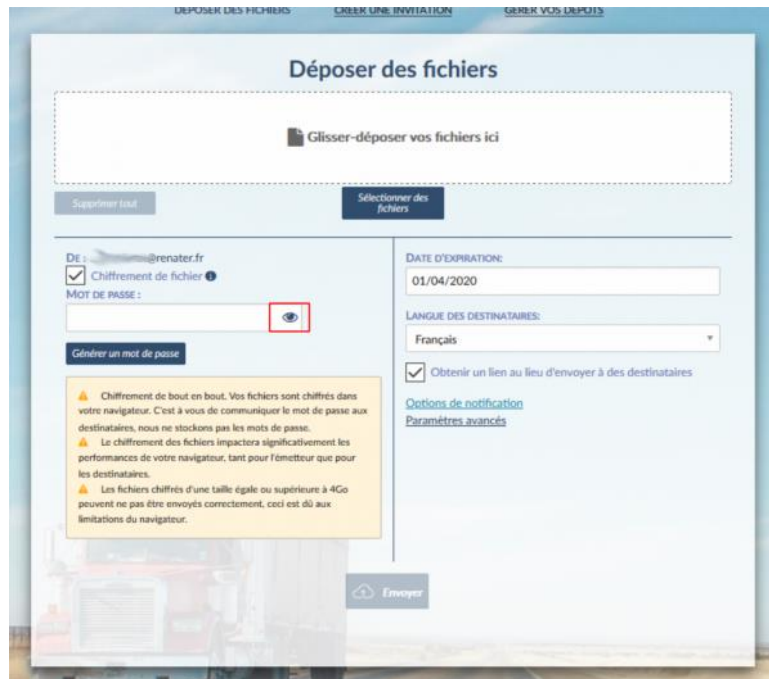 DÉPOSER DES FICHIERS CRÉER UNE INVITATION GÉRER VOS DÉPÔTS
Déposer des fichiers
Glisser-déposer vos fichiers ici
Supprimer tout
Sélectionner des
fichiers
DE : @renater.fr
Chiffrement de fichier
MOT DE PASSE :
Générer un mot de passe
Chiffrement de bout en bout. Vos fichiers sont chiffrés dans
votre navigateur. C'est à vous de communiquer le mot de passe aux
destinataires, nous ne stockons pas les mots de passe.
Le chiffrement des fichiers impactera significativement les
performances de votre navigateur, tant pour l'émetteur que pour
les destinataires.
Les fichiers chiffrés d'une taille égale ou supérieure à 4Go
peuvent ne pas être envoyés correctement, ceci est dû aux
limitations du navigateur.
DATE D'EXPIRATION:
01/04/2020
LANGUE DES DESTINATAIRES:
Français
Obtenir un lien au lieu d'envoyer à des destinataires
Options de notification
Paramètres avancés
Envoyer